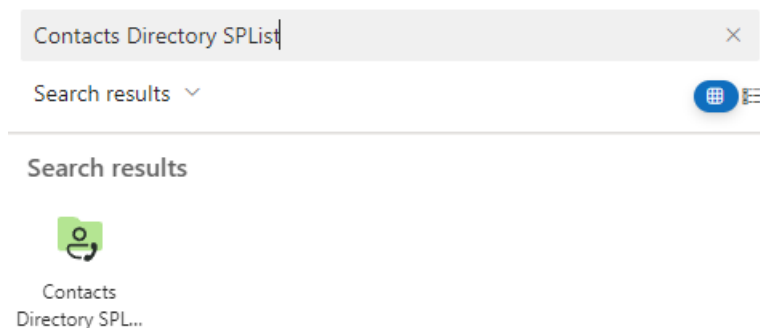 Contacts Directory SPList
Search results
Search results
Contacts
Directory SPL...